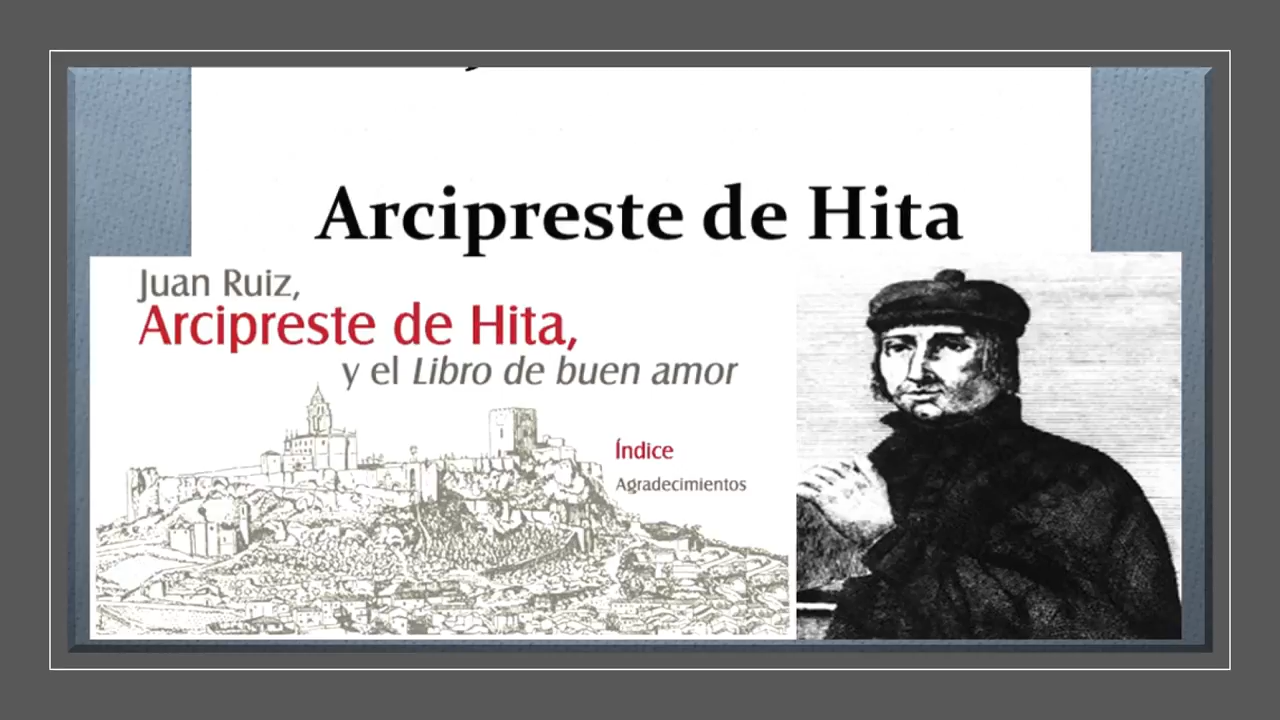 Arcipreste de Hita
Juan Ruiz,
Arcipreste de Hita,
y el Libro de buen amor
Índice
Agradecimientos